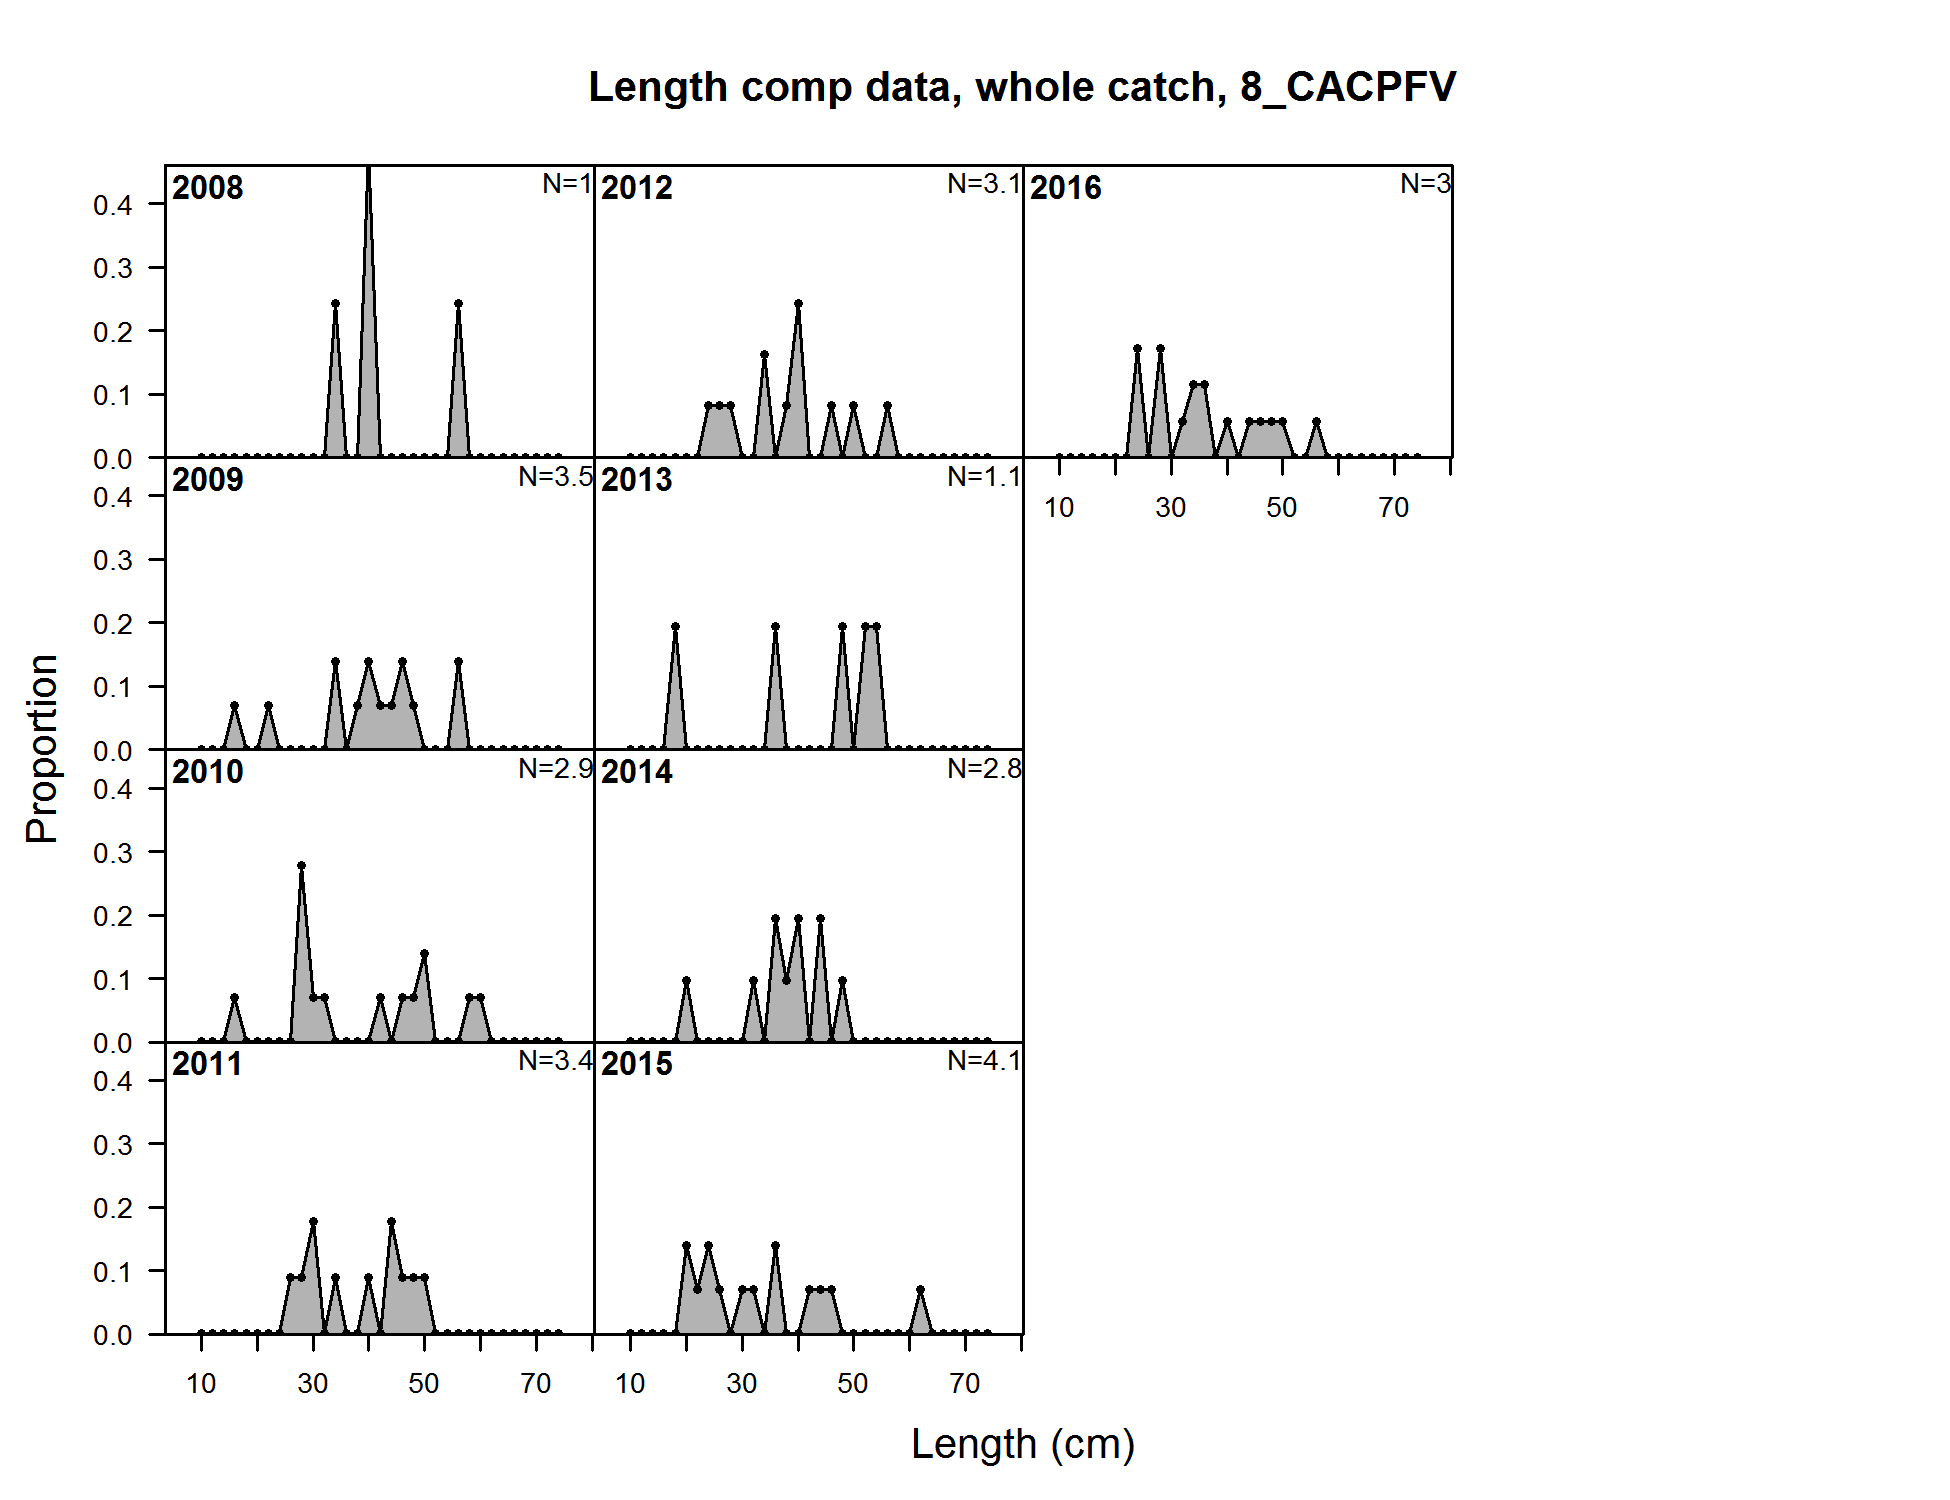 Length comp data, whole catch, 8_CACPFV
2008 N=1 2012 N=3.1 2016 N=3
0.4
0.3
0.2
0.1
0.0
2009 N=3.5 2013 N=1.1
0.4
10 30 50 70
0.3
0.2
0.1
0.0
2010 N=2.9 2014 N=2.8
0.4
0.3
0.2
0.1
0.0
2011 N=3.4 2015 N=4.1
0.4
0.3
0.2
0.1
0.0
10 30 50 70 10 30 50 70
Proportion
Length (cm)